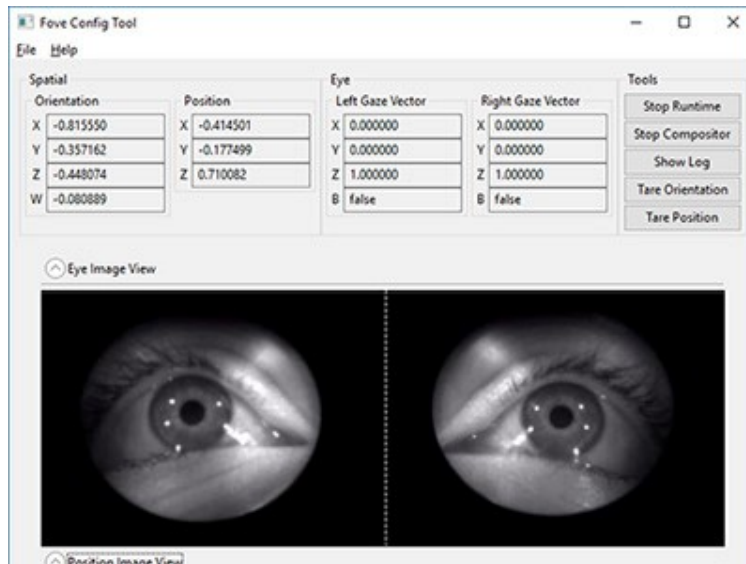 Fove Config Tool
File Help
Spatial
Orientation
X -0.815550
Y -0.357162
Z -0.448074
W -0.080889
Position
X -0.414501
Y -0.177499
Z 0.710082
Eye
Left Gaze Vector
X 0.000000
Y 0.000000
Z 1.000000
B false
Right Gaze Vector
X 0.000000
Y 0.000000
Z 1.000000
B false
Tools
Stop Runtime
Stop Compositor
Show Log
Tare Orientation
Tare Position
Eye Image View
Position Image View